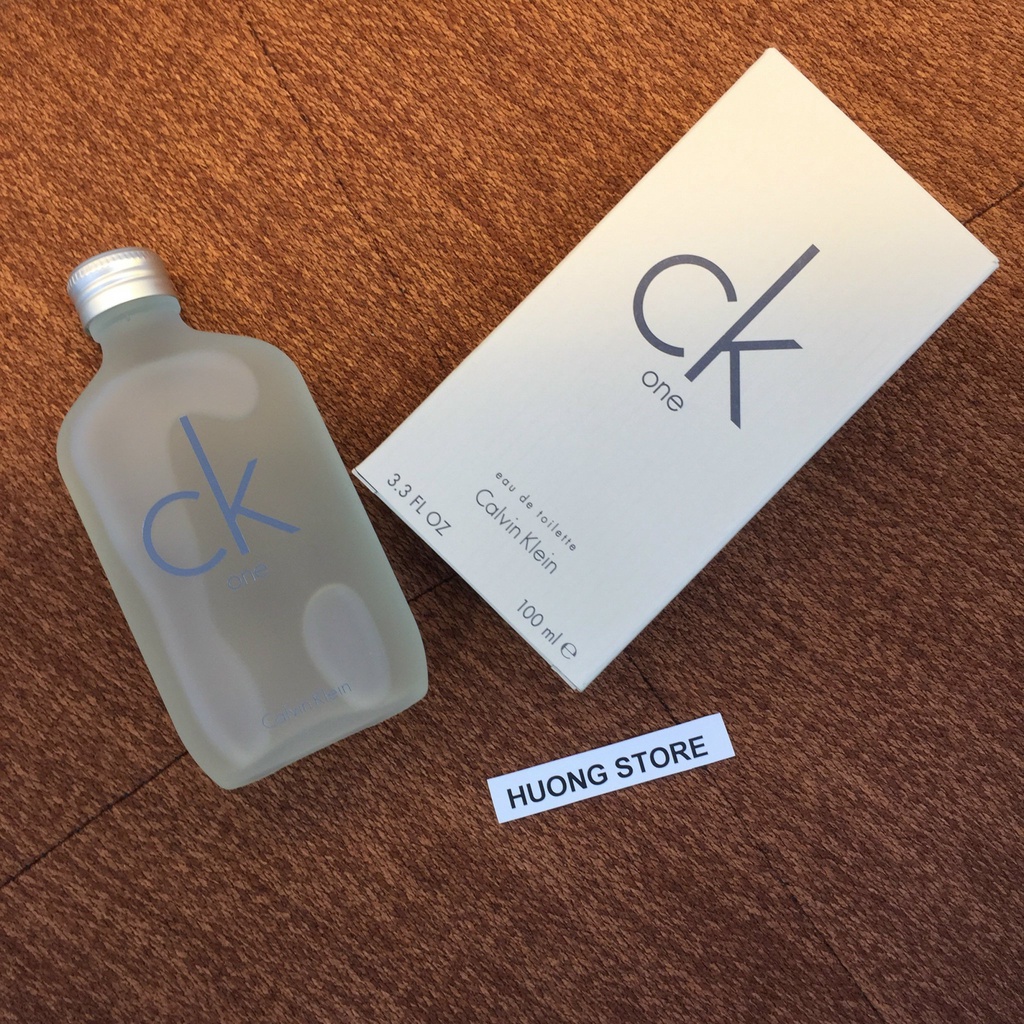 ck
one
Calvin Klein
ck
one
eau de toilette
Calvin Klein
3.3 FL OZ
100 ml ℮
HUONG STORE